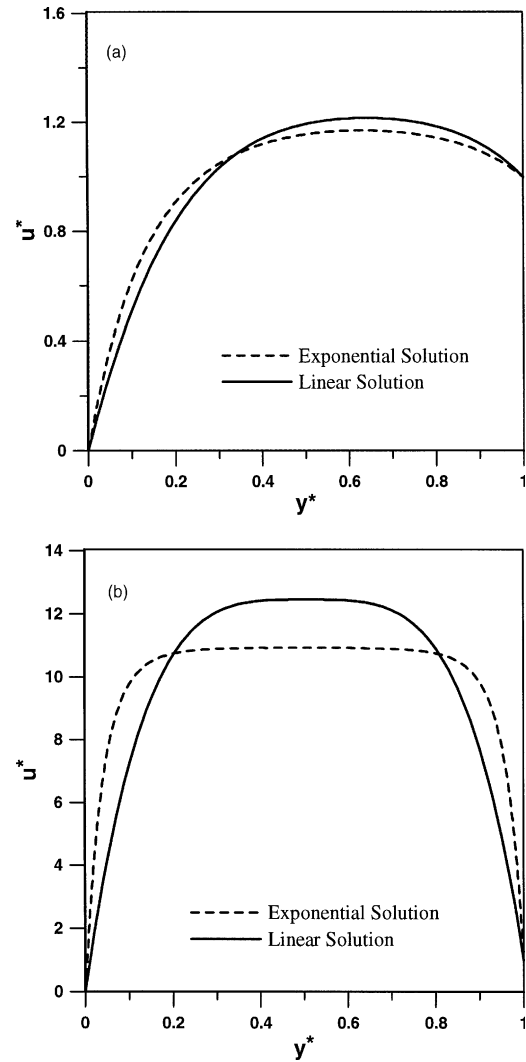 1.6
(a)
1.2
0.8
u*
0.4
Exponential Solution
Linear Solution
0
0 0.2 0.4 0.6 0.8 1
y*
14
(b)
12
10
8
u*
6
4
Exponential Solution
2
Linear Solution
0
0 0.2 0.4 0.6 0.8 1
y*